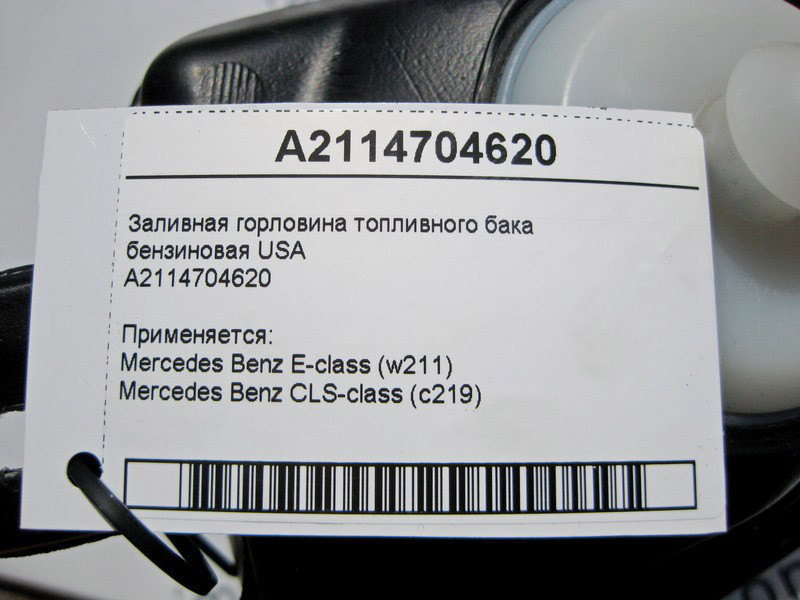 A2114704620
Заливная горловина топливного бака
бензиновая USA
A2114704620
Применяется:
Mercedes Benz E-class (w211)
Mercedes Benz CLS-class (c219)